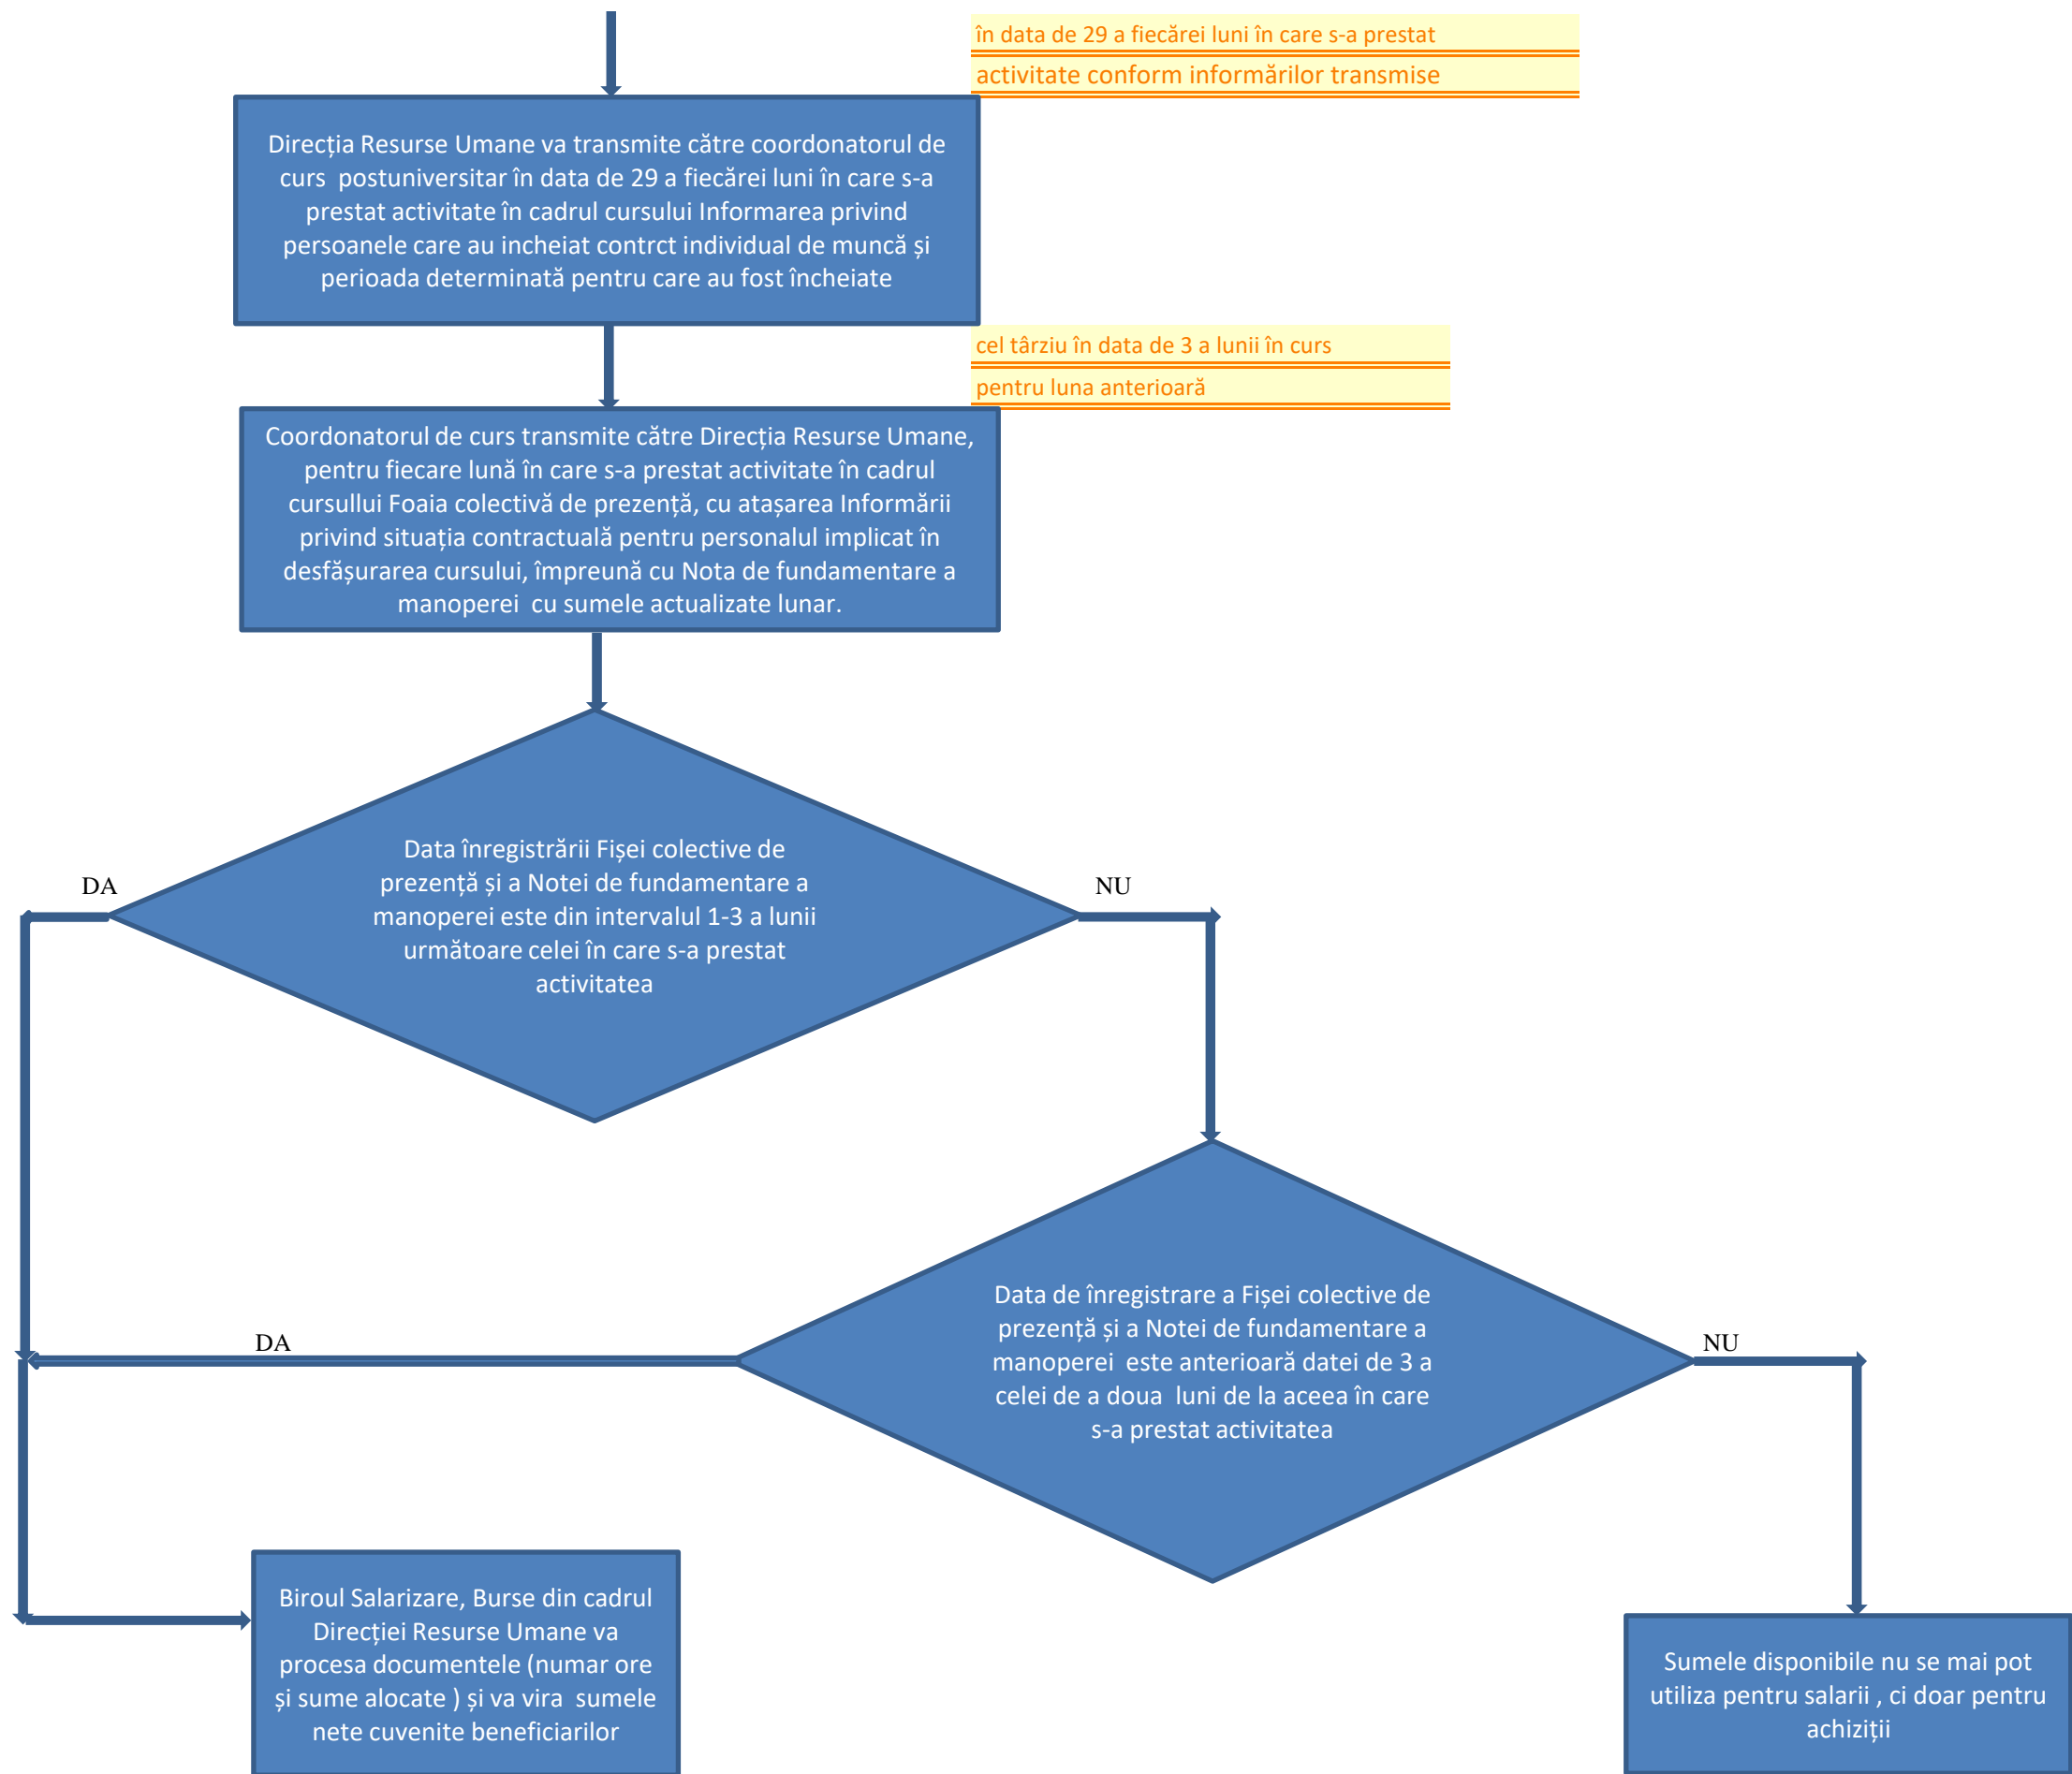 în data de 29 a fiecărei luni în care s-a prestat
activitate conform informărilor transmise
Direcția Resurse Umane va transmite către coordonatorul de
curs postuniversitar în data de 29 a fiecărei luni în care s-a
prestat activitate în cadrul cursului Informarea privind
persoanele care au incheiat contrct individual de muncă și
perioada determinată pentru care au fost încheiate
cel târziu în data de 3 a lunii în curs
pentru luna anterioară
Coordonatorul de curs transmite către Direcția Resurse Umane,
pentru fiecare lună în care s-a prestat activitate în cadrul
cursullui Foaia colectivă de prezență, cu atașarea Informării
privind situația contractuală pentru personalul implicat în
desfășurarea cursului, împreună cu Nota de fundamentare a
manoperei cu sumele actualizate lunar.
Data înregistrării Fișei colective de
prezență și a Notei de fundamentare a
manoperei este din intervalul 1-3 a lunii
următoare celei în care s-a prestat
activitatea
DA
NU
Data de înregistrare a Fișei colective de
prezență și a Notei de fundamentare a
manoperei este anterioară datei de 3 a
celei de a doua luni de la aceea în care
s-a prestat activitatea
DA
NU
Biroul Salarizare, Burse din cadrul
Direcției Resurse Umane va
procesa documentele (numar ore
și sume alocate ) și va vira sumele
nete cuvenite beneficiarilor
Sumele disponibile nu se mai pot
utiliza pentru salarii , ci doar pentru
achiziții